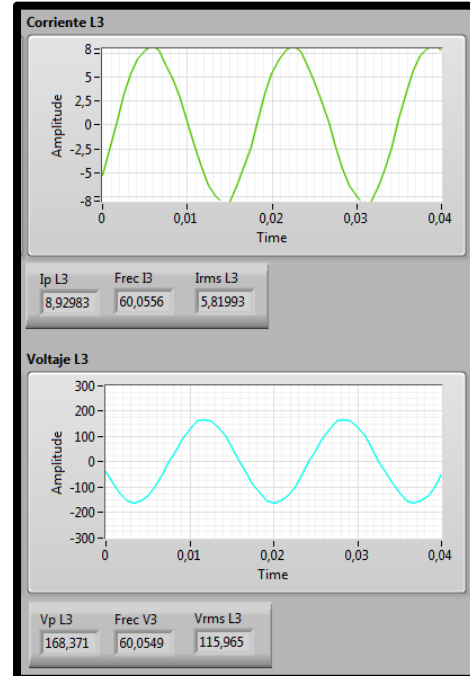 Corriente L3
8
5
2,5
0
-2,5
-5
-8
Amplitude
0 0,01 0,02 0,03 0,04
Time
Ip L3 Frec I3 Irms L3
8,92983 60,0556 5,81993
Voltaje L3
300
200
100
0
-100
-200
-300
Amplitude
0 0,01 0,02 0,03 0,04
Time
Vp L3 Frec V3 Vrms L3
168,371 60,0549 115,965